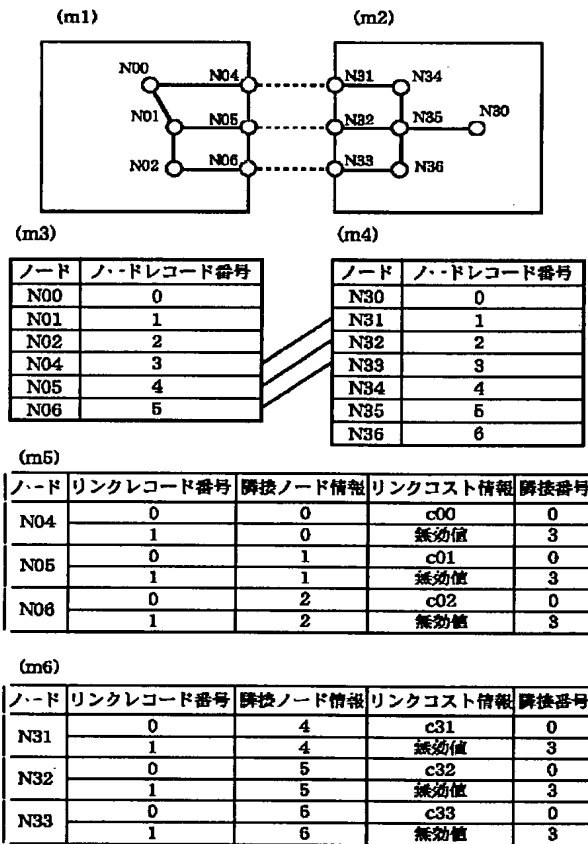 (m1) (m2)
N00 N04 N31 N34
N01 N05 N32 N35 N30
N02 N06 N33 N36
(m3) (m4)
ノード ノードレコード番号
N00 0
N01 1
N02 2
N04 3
N05 4
N06 5
ノード ノードレコード番号
N30 0
N31 1
N32 2
N33 3
N34 4
N35 5
N36 6
(m5)
ノード リンクレコード番号 隣接ノード情報 リンクコスト情報 隣接番号
N04 0 0 c00 0
1 0 無効値 3
N05 0 1 c01 0
1 1 無効値 3
N06 0 2 c02 0
1 2 無効値 3
(m6)
ノード リンクレコード番号 隣接ノード情報 リンクコスト情報 隣接番号
N31 0 4 c31 0
1 4 無効値 3
N32 0 5 c32 0
1 5 無効値 3
N33 0 6 c33 0
1 6 無効値 3